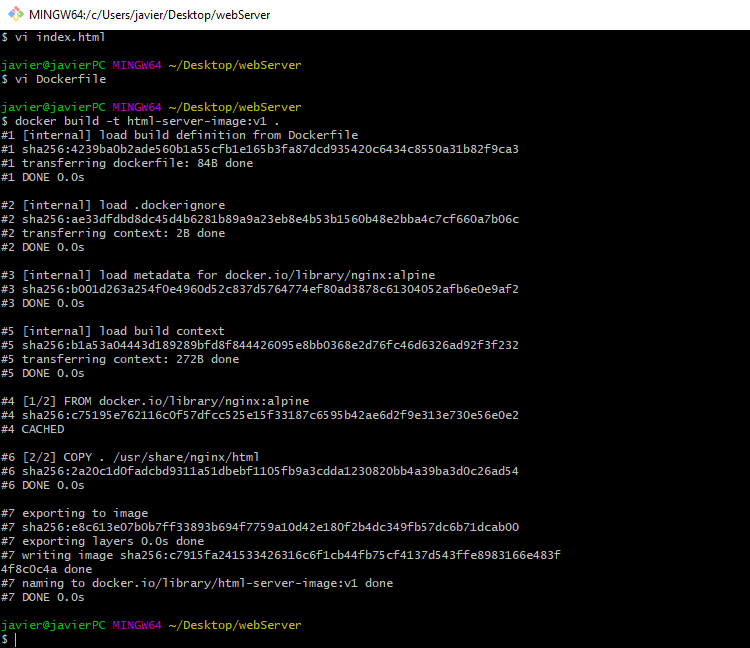 MINGW64:/c/Users/javier/Desktop/webServer
$ vi index.html
javier@javierPC MINGW64 ~/Desktop/webServer
$ vi Dockerfile
javier@javierPC MINGW64 ~/Desktop/webServer
$ docker build -t html-server-image:v1 .
#1 [internal] load build definition from Dockerfile
#1 sha256:4239ba0b2ade560b1a55cfb1e165b3fa87dcd935420c6434c8550a31b82f9ca3
#1 transferring dockerfile: 84B done
#1 DONE 0.0s
#2 [internal] load .dockerignore
#2 sha256:ae33dfdbd8dc45d4b6281b89a9a23eb8e4b53b1560b48e2bba4c7cf660a7b06c
#2 transferring context: 2B done
#2 DONE 0.0s
#3 [internal] load metadata for docker.io/library/nginx:alpine
#3 sha256:b001d263a254f0e4960d52c837d5764774ef80ad3878c61304052afb6e0e9af2
#3 DONE 0.0s
#5 [internal] load build context
#5 sha256:b1a53a04443d189289bfd8f844426095e8bb0368e2d76fc46d6326ad92f3f232
#5 transferring context: 272B done
#5 DONE 0.0s
#4 [1/2] FROM docker.io/library/nginx:alpine
#4 sha256:c75195e762116c0f57dfcc525e15f33187c6595b42ae6d2f9e313e730e56e0e2
#4 CACHED
#6 [2/2] COPY . /usr/share/nginx/html
#6 sha256:2a20c1d0fadcbd9311a51dbebf1105fb9a3cdda1230820bb4a39ba3d0c26ad54
#6 DONE 0.0s
#7 exporting to image
#7 sha256:e8c613e07b0b7ff33893b694f7759a10d42e180f2b4dc349fb57dc6b71dcab00
#7 exporting layers 0.0s done
#7 writing image sha256:c7915fa241533426316c6f1cb44fb75cf4137d543ffe8983166e483f
4f8c0c4a done
#7 naming to docker.io/library/html-server-image:v1 done
#7 DONE 0.0s
javier@javierPC MINGW64 ~/Desktop/webServer
$